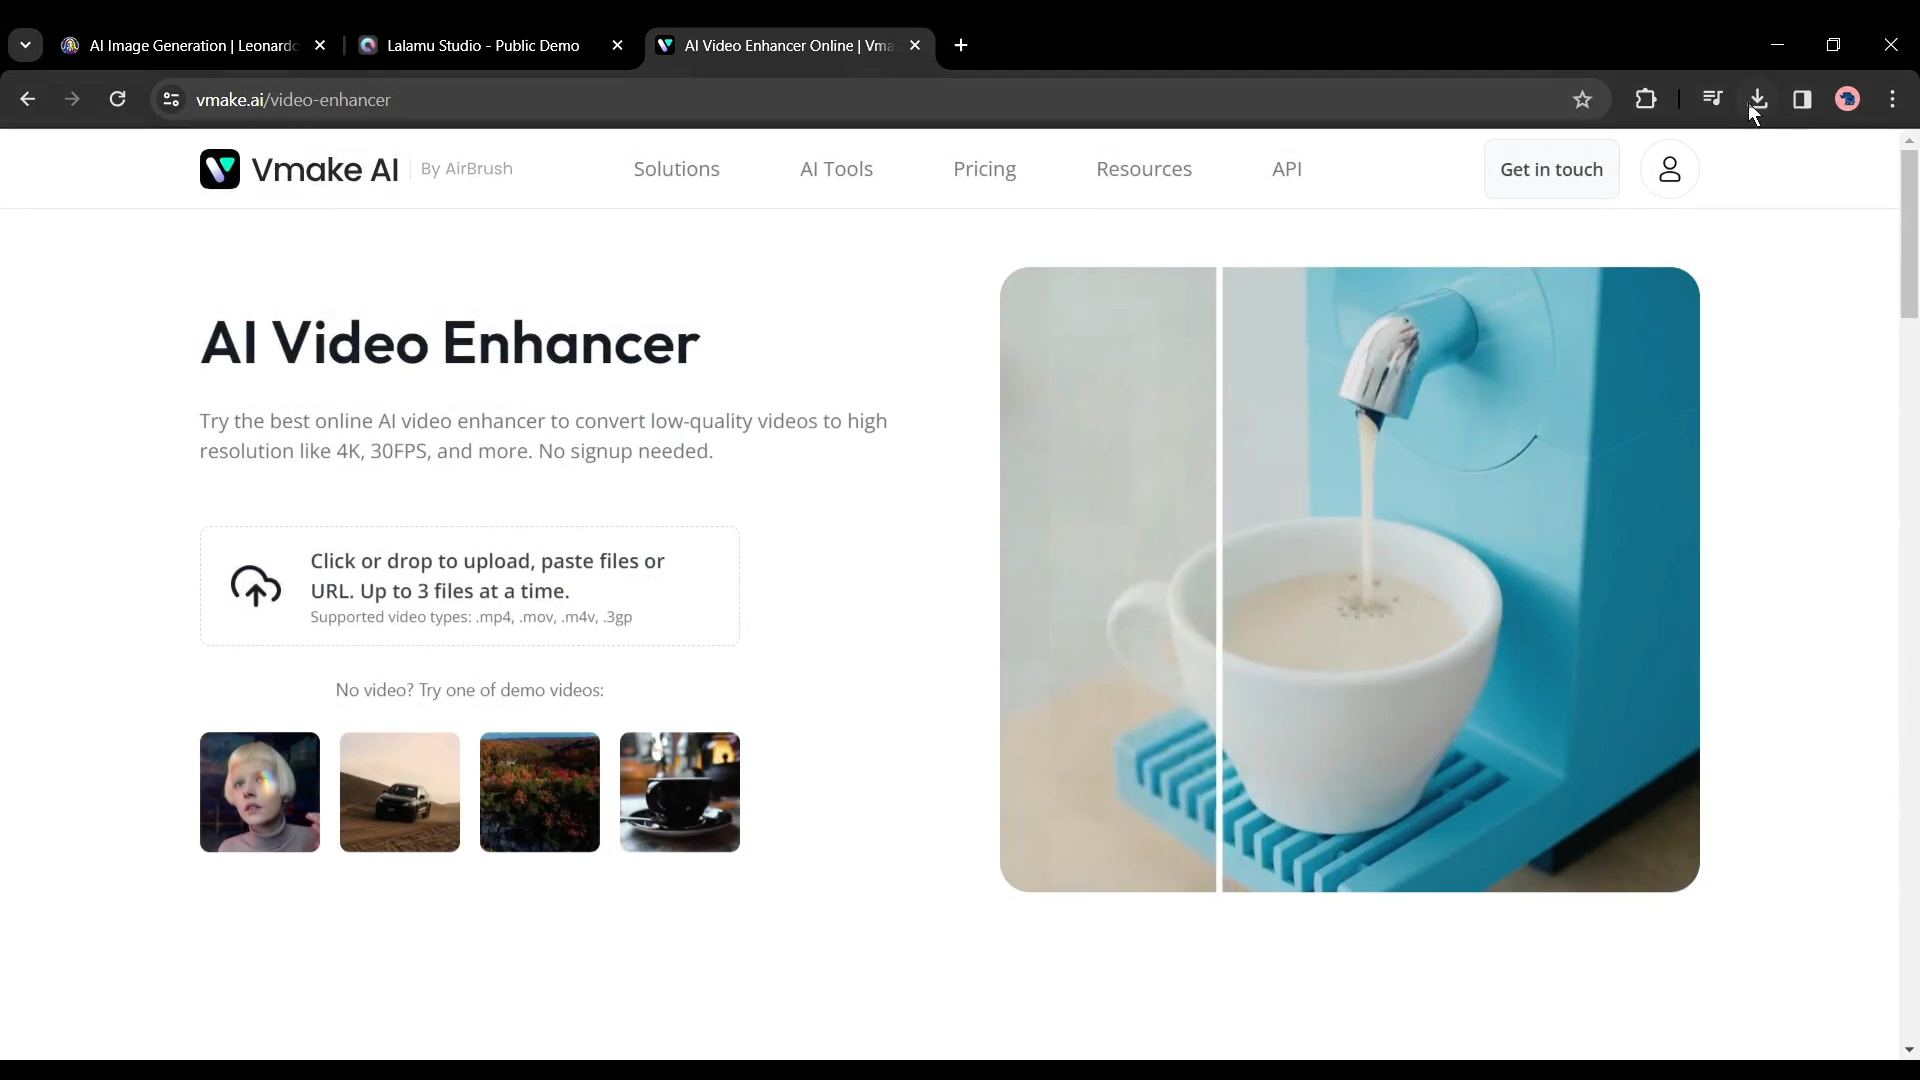 AI Image Generation | Leonardo
Lalamu Studio - Public Demo
AI Video Enhancer Online | Vma
vmake.ai/video-enhancer
Vmake AI
By AirBrush
Solutions
AI Tools
Pricing
Resources
API
Get in touch
AI Video Enhancer
Try the best online AI video enhancer to convert low-quality videos to high
resolution like 4K, 30FPS, and more. No signup needed.
Click or drop to upload, paste files or
URL. Up to 3 files at a time.
Supported video types: .mp4, .mov, .m4v, .3gp
No video? Try one of demo videos: